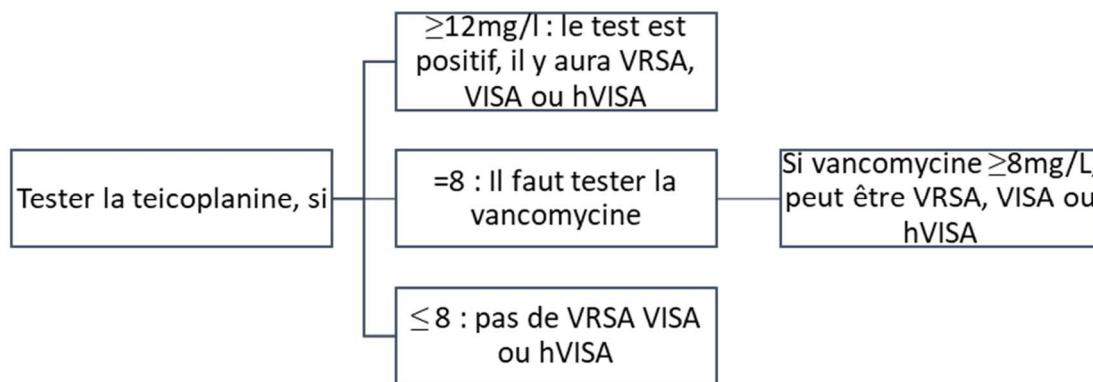 ≥12mg/l : le test est
positif, il y aura VRSA,
VISA ou hVISA
Tester la teicoplanine, si
=8 : Il faut tester la
vancomycine
Si vancomycine ≥8mg/L,
peut être VRSA, VISA ou
hVISA
≤ 8 : pas de VRSA VISA
ou hVISA